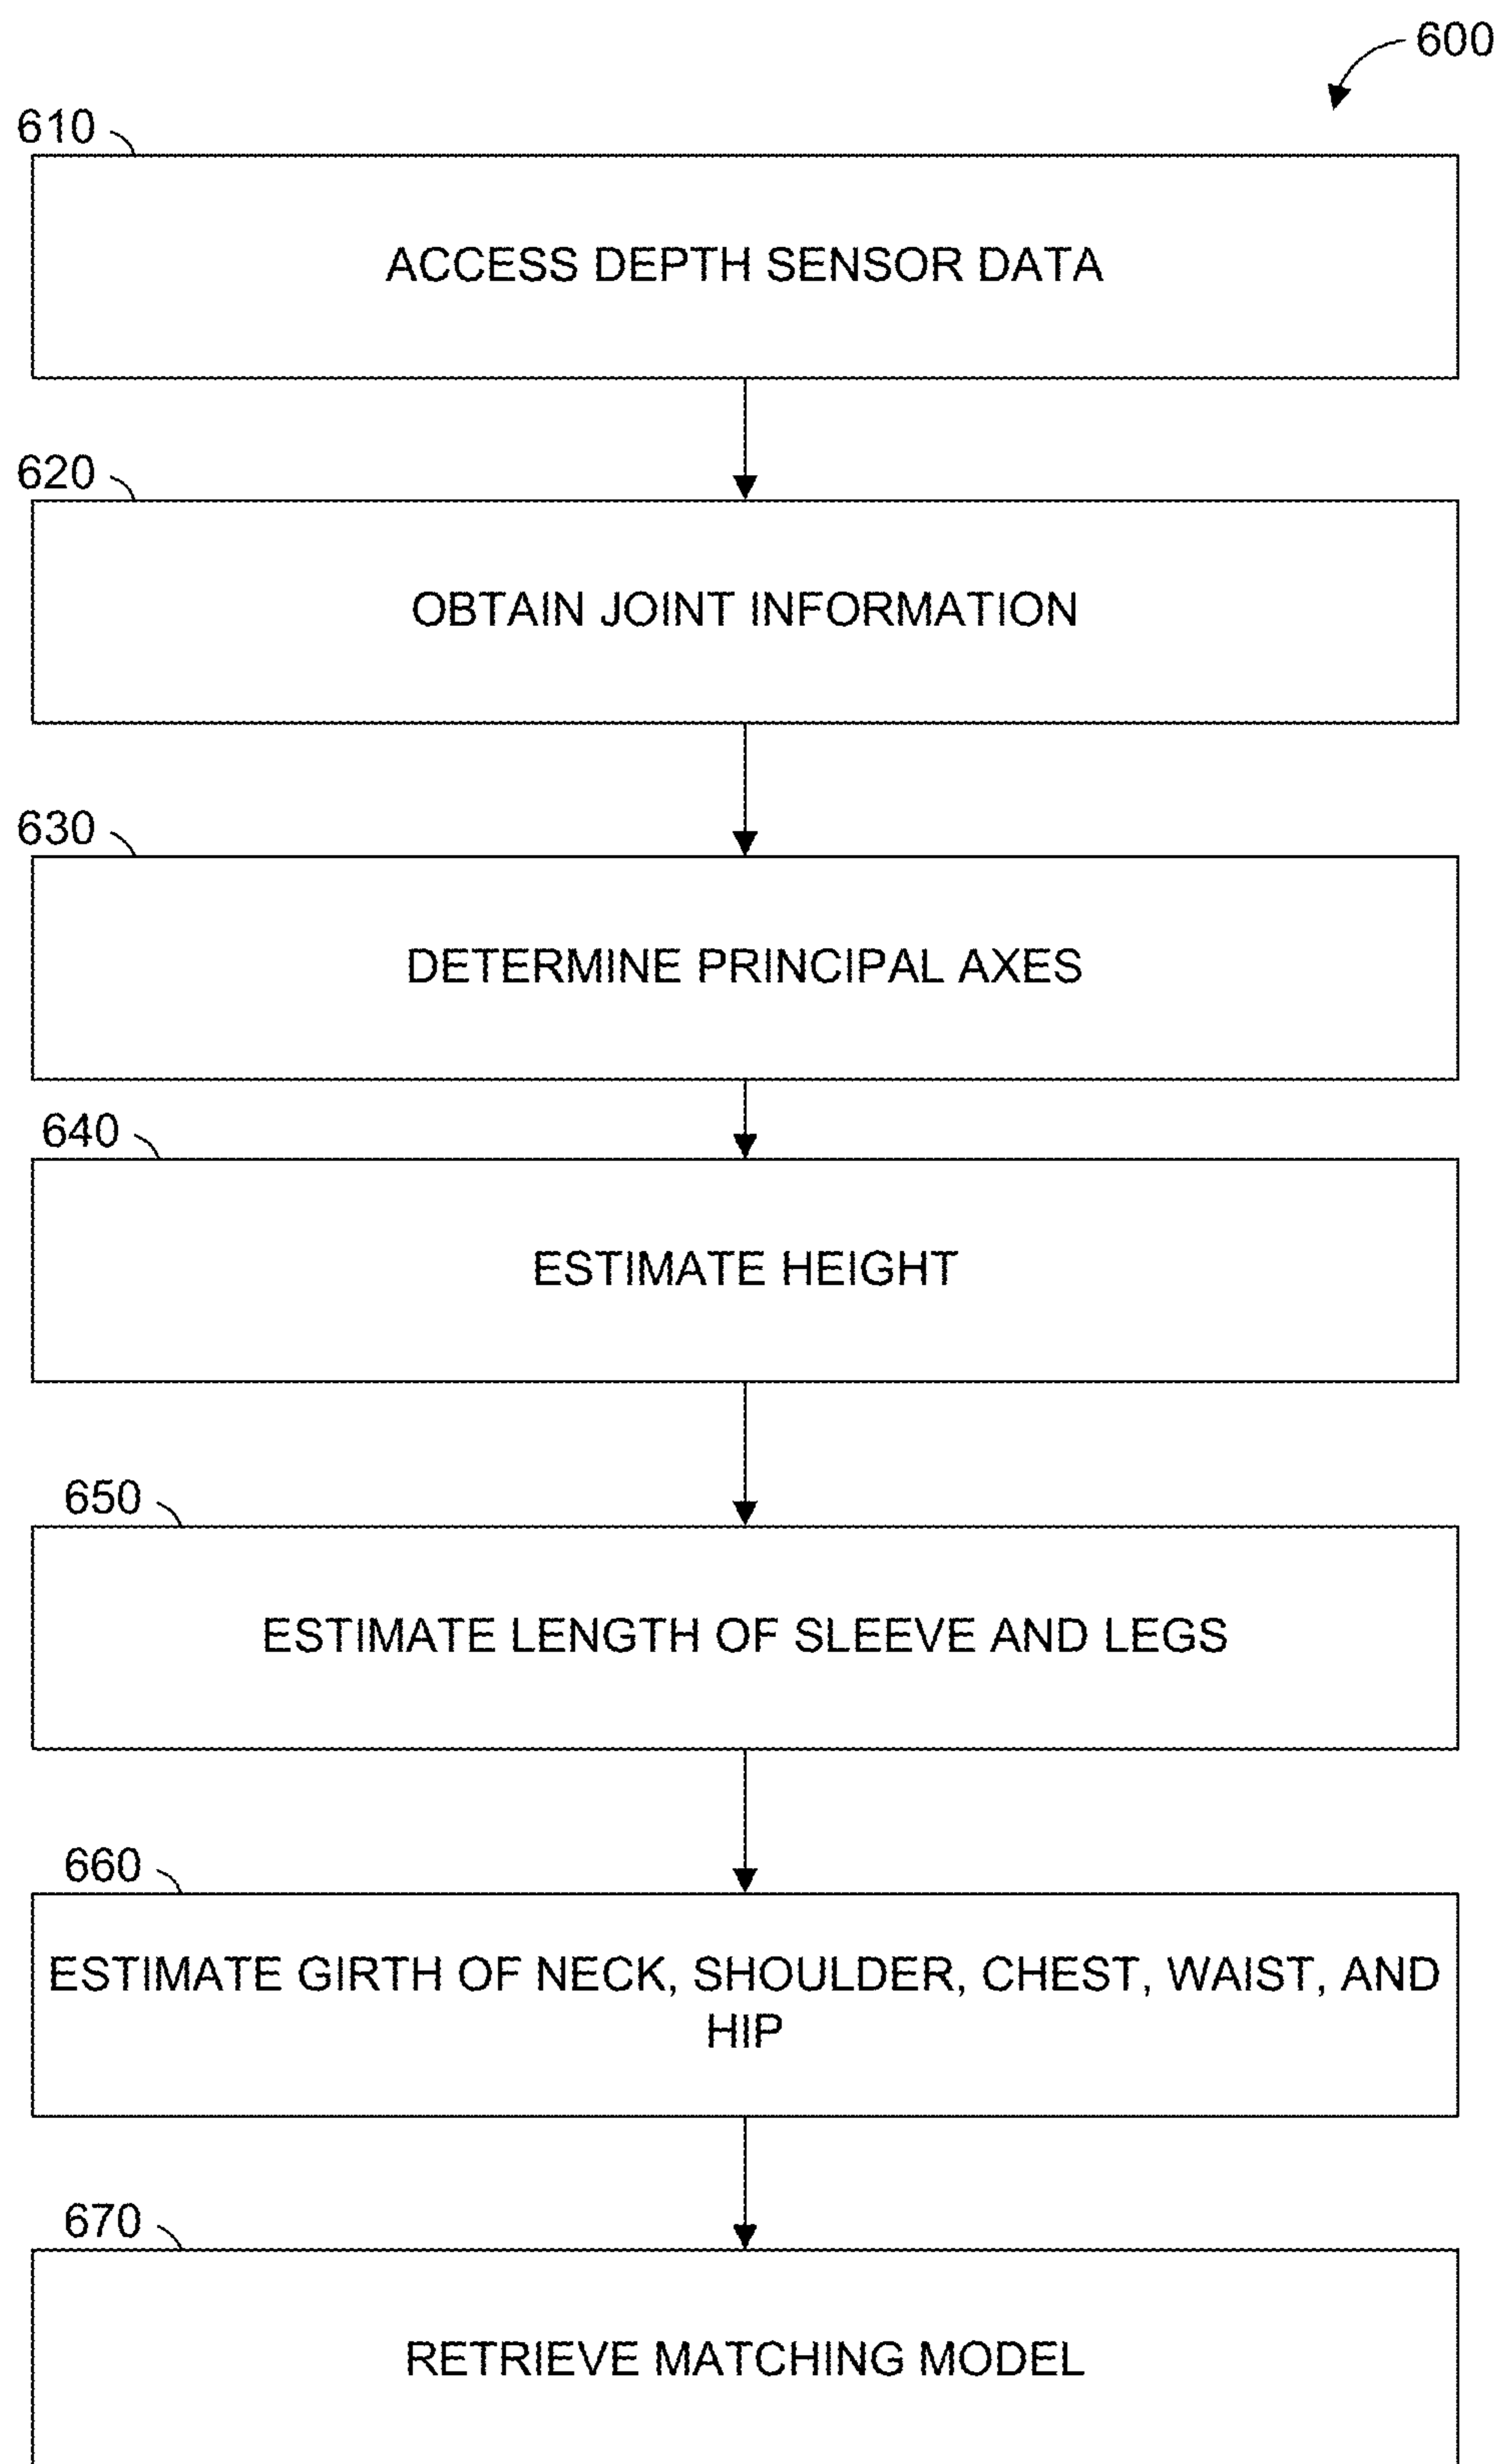 600
610
ACCESS DEPTH SENSOR DATA
620
OBTAIN JOINT INFORMATION
630
DETERMINE PRINCIPAL AXES
640
ESTIMATE HEIGHT
650
ESTIMATE LENGTH OF SLEEVE AND LEGS
660
ESTIMATE GIRTH OF NECK, SHOULDER, CHEST, WAIST, AND
HIP
670
RETRIEVE MATCHING MODEL